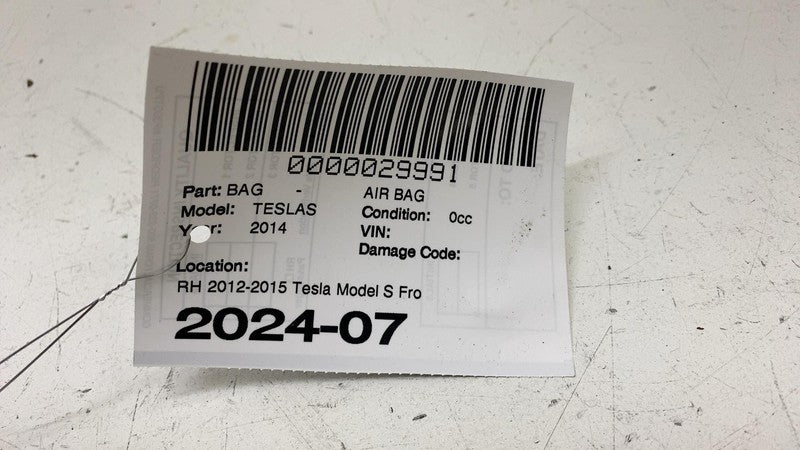 0000029991
Part: BAG - AIR BAG
Model: TESLAS Condition: 0cc
Year: 2014 VIN:
Damage Code:
Location:
RH 2012-2015 Tesla Model S Fro
2024-07